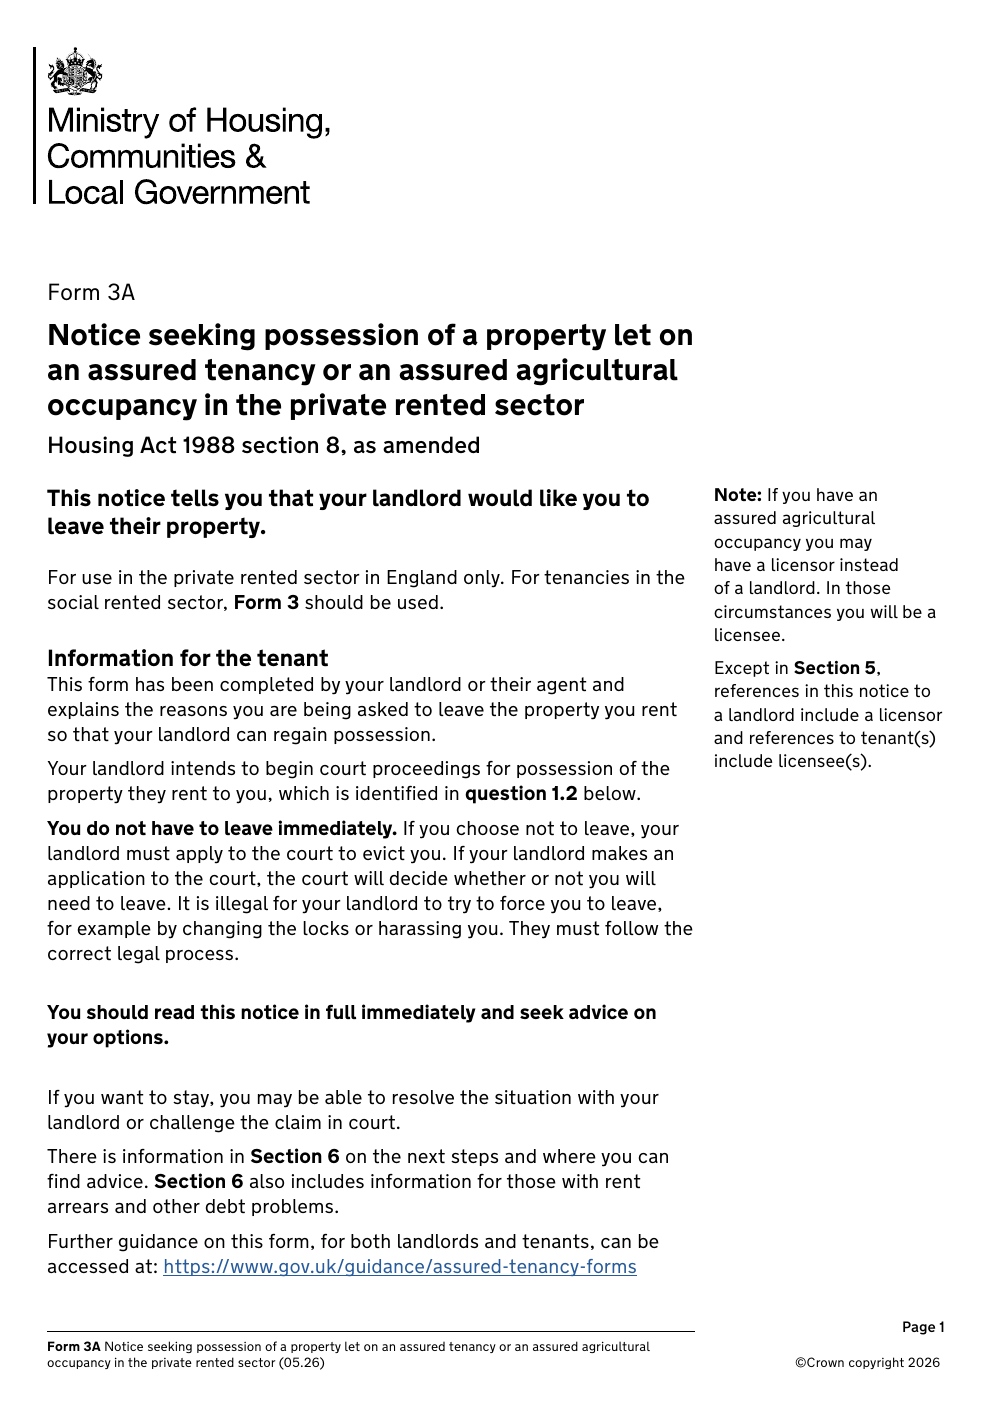 Ministry of Housing,
Communities &
Local Government
Form 3A
Notice seeking possession of a property let on
an assured tenancy or an assured agricultural
occupancy in the private rented sector
Housing Act 1988 section 8, as amended
This notice tells you that your landlord would like you to
leave their property.
For use in the private rented sector in England only. For tenancies in the
social rented sector, Form 3 should be used.
Information for the tenant
This form has been completed by your landlord or their agent and
explains the reasons you are being asked to leave the property you rent
so that your landlord can regain possession.
Your landlord intends to begin court proceedings for possession of the
property they rent to you, which is identified in question 1.2 below.
You do not have to leave immediately. If you choose not to leave, your
landlord must apply to the court to evict you. If your landlord makes an
application to the court, the court will decide whether or not you will
need to leave. It is illegal for your landlord to try to force you to leave,
for example by changing the locks or harassing you. They must follow the
correct legal process.
You should read this notice in full immediately and seek advice on
your options.
If you want to stay, you may be able to resolve the situation with your
landlord or challenge the claim in court.
There is information in Section 6 on the next steps and where you can
find advice. Section 6 also includes information for those with rent
arrears and other debt problems.
Further guidance on this form, for both landlords and tenants, can be
accessed at: https://www.gov.uk/guidance/assured-tenancy-forms
Note: If you have an
assured agricultural
occupancy you may
have a licensor instead
of a landlord. In those
circumstances you will be a
licensee.
Except in Section 5,
references in this notice to
a landlord include a licensor
and references to tenant(s)
include licensee(s).
Page 1
Form 3A Notice seeking possession of a property let on an assured tenancy or an assured agricultural
occupancy in the private rented sector (05.26)
©Crown copyright 2026